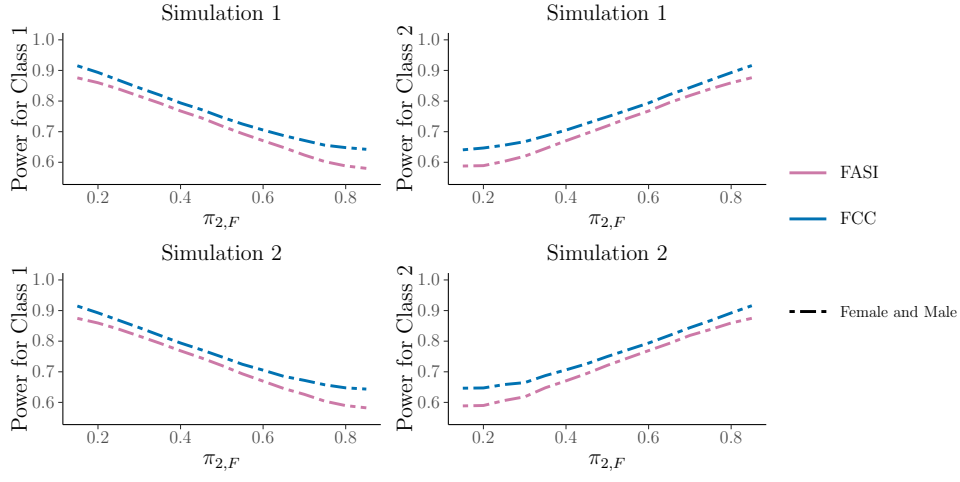 Simulation 1
Simulation 1
Power for Class 1
1.0
0.9
0.8
0.7
0.6
0.2 0.4 0.6 0.8
π2,F
Power for Class 2
1.0
0.9
0.8
0.7
0.6
0.2 0.4 0.6 0.8
π2,F
FASI
FCC
Female and Male
Simulation 2
Simulation 2
Power for Class 1
1.0
0.9
0.8
0.7
0.6
0.2 0.4 0.6 0.8
π2,F
Power for Class 2
1.0
0.9
0.8
0.7
0.6
0.2 0.4 0.6 0.8
π2,F